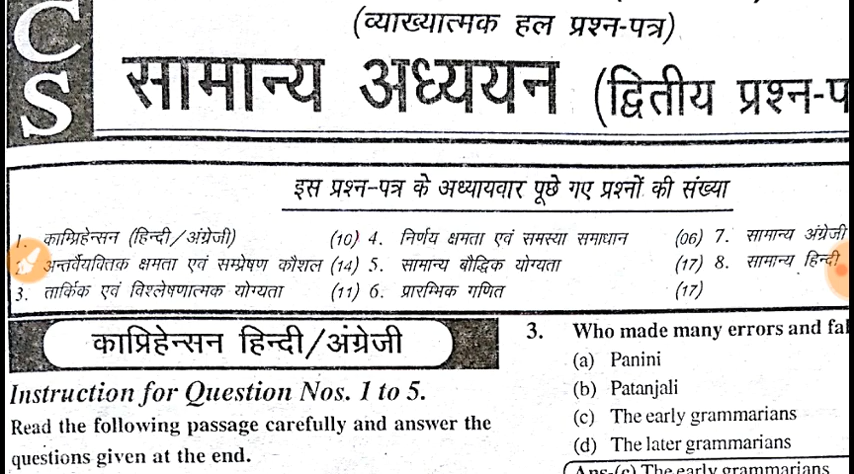 C
S
(व्याख्यात्मक हल प्रश्न-पत्र)
सामान्य अध्ययन (द्वितीय प्रश्न-प
इस प्रश्न-पत्र के अध्यायवार पूछे गए प्रश्नों की संख्या
1. काम्प्रिहेन्सन (हिन्दी/अंग्रेजी) (10) 4. निर्णय क्षमता एवं समस्या समाधान (06) 7. सामान्य अंग्रेजी
अन्तर्वैयक्तिक क्षमता एवं सम्प्रेषण कौशल (14) 5. सामान्य बौद्धिक योग्यता (17) 8. सामान्य हिन्दी
3. तार्किक एवं विश्लेषणात्मक योग्यता (11) 6. प्रारम्भिक गणित (17)
काप्रिहेन्सन हिन्दी/अंग्रेजी
Instruction for Question Nos. 1 to 5.
Read the following passage carefully and answer the
questions given at the end.
3. Who made many errors and fal
(a) Panini
(b) Patanjali
(c) The early grammarians
(d) The later grammarians
Ans-(c) The early grammarians